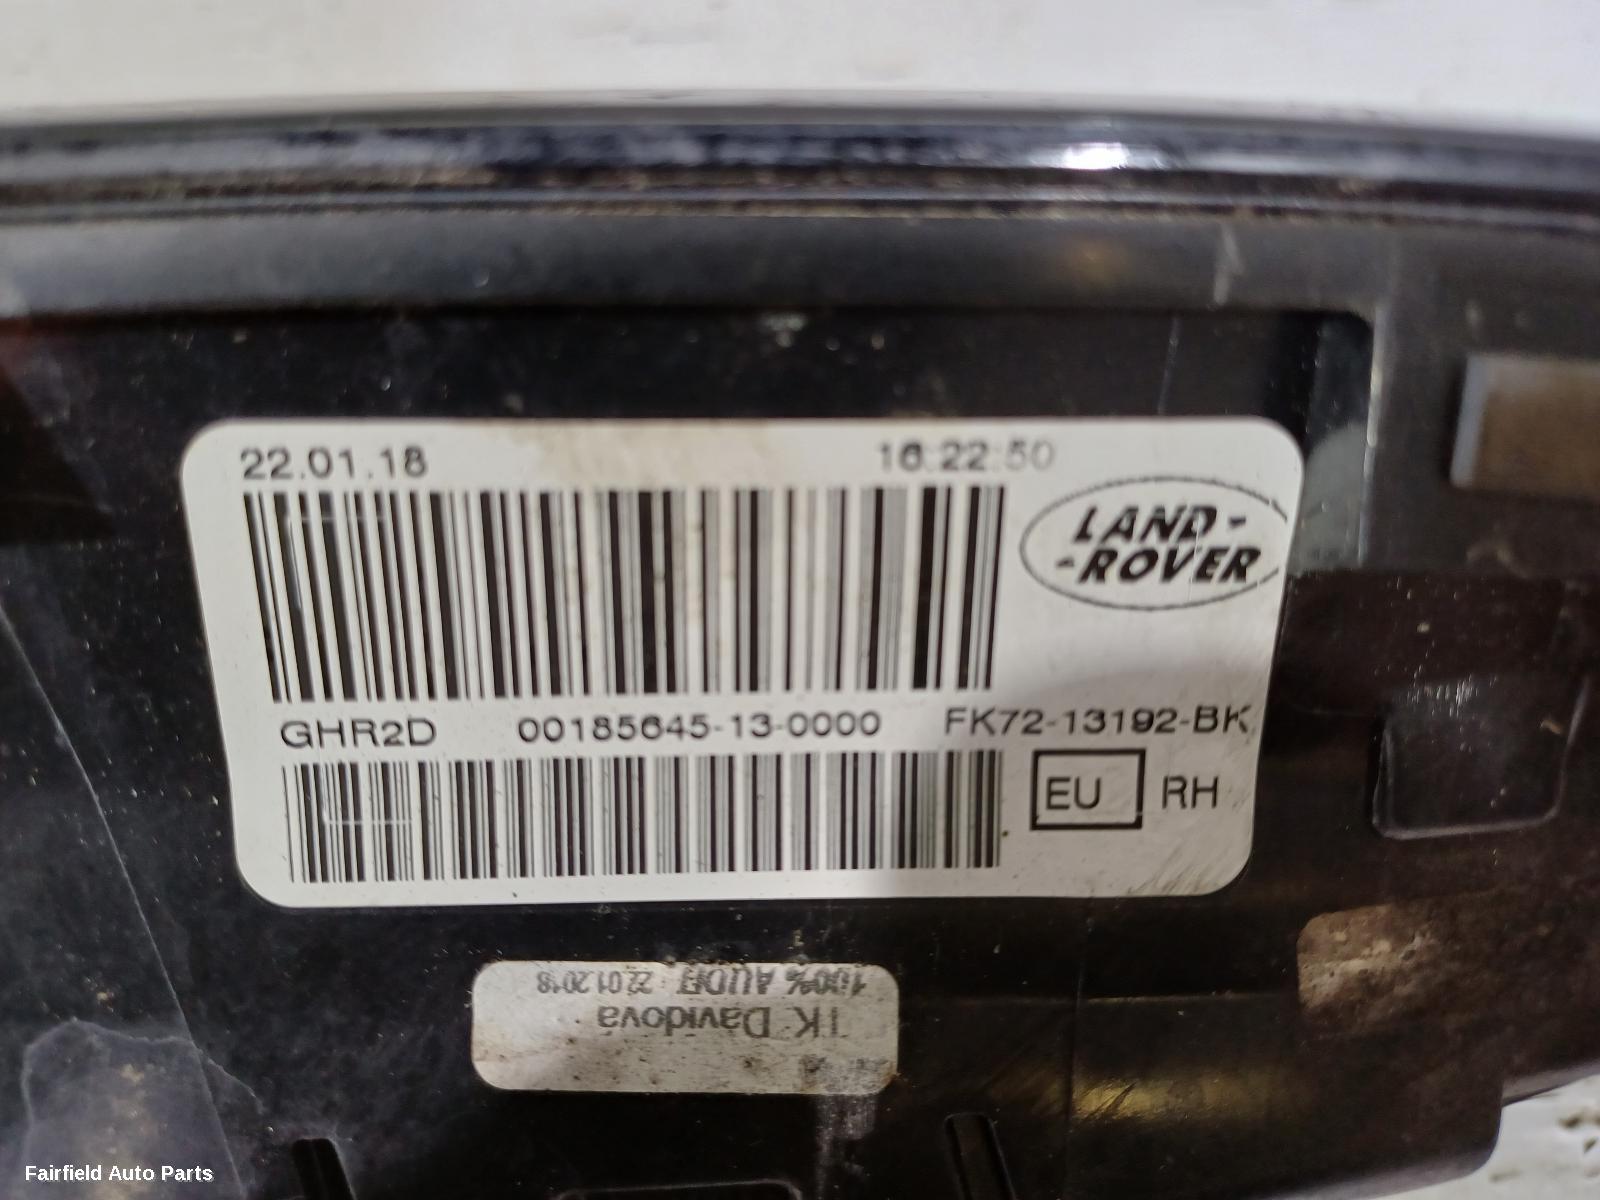 22.01.18 16:22:50
LAND-
-ROVER
GHR2D 00185645-13-0000 FK72-13192-BK
EU RH
100% AUDIT 22.01.2018
TK Davidova
Fairfield Auto Parts